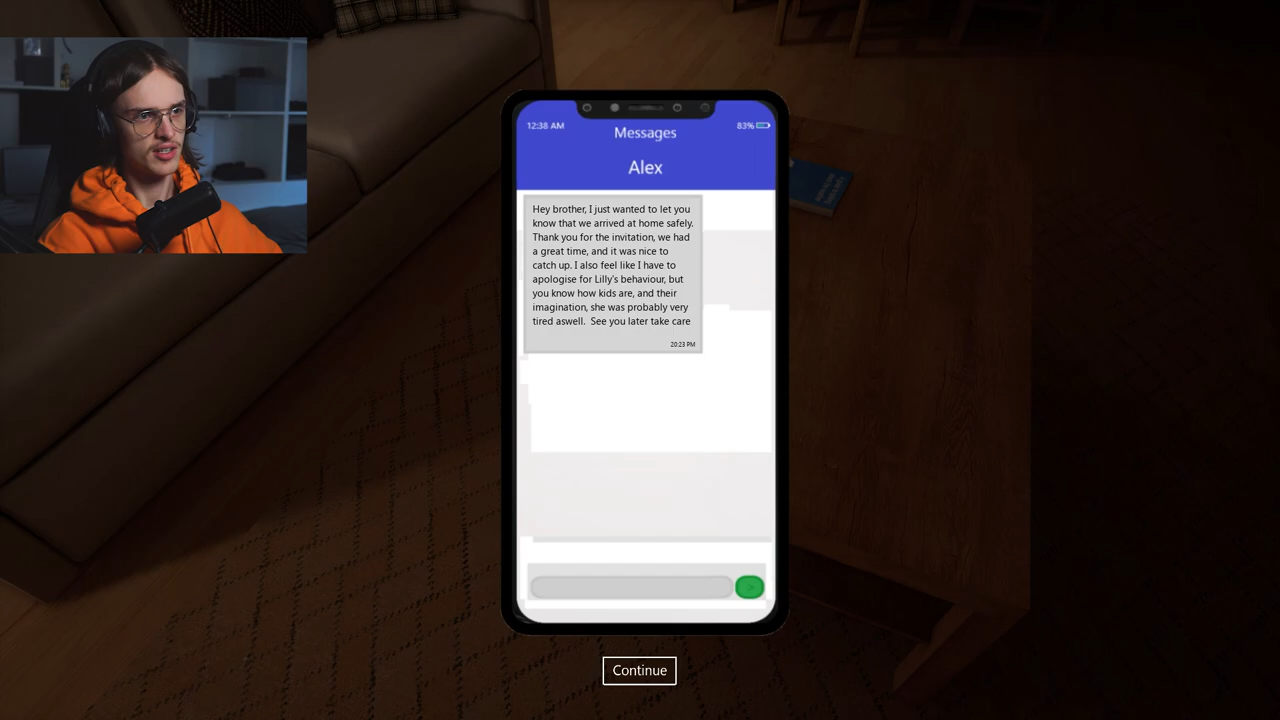 12:38 AM
83%
Messages
Alex
Hey brother, I just wanted to let you
know that we arrived at home safely.
Thank you for the invitation, we had
a great time, and it was nice to
catch up. I also feel like I have to
apologise for Lilly's behaviour, but
you know how kids are, and their
imagination, she was probably very
tired aswell.  See you later take care
20:23 PM
Continue